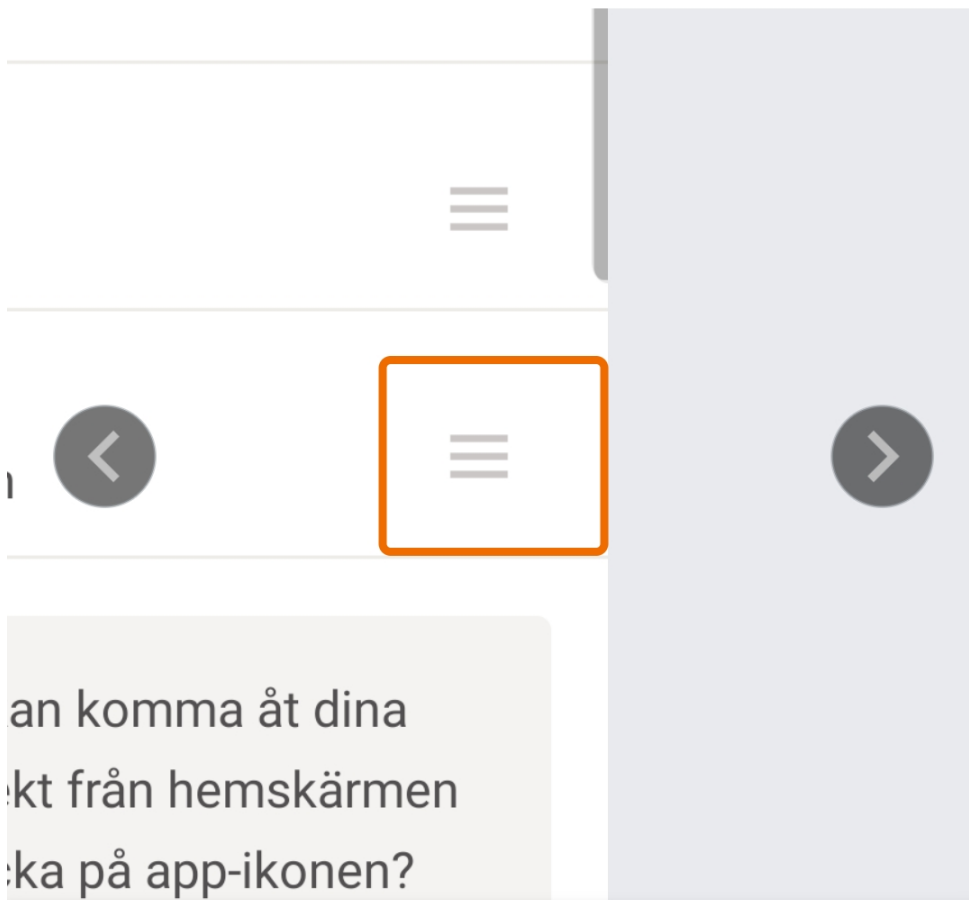 an komma åt dina
kt från hemskärmen
ka på app-ikonen?